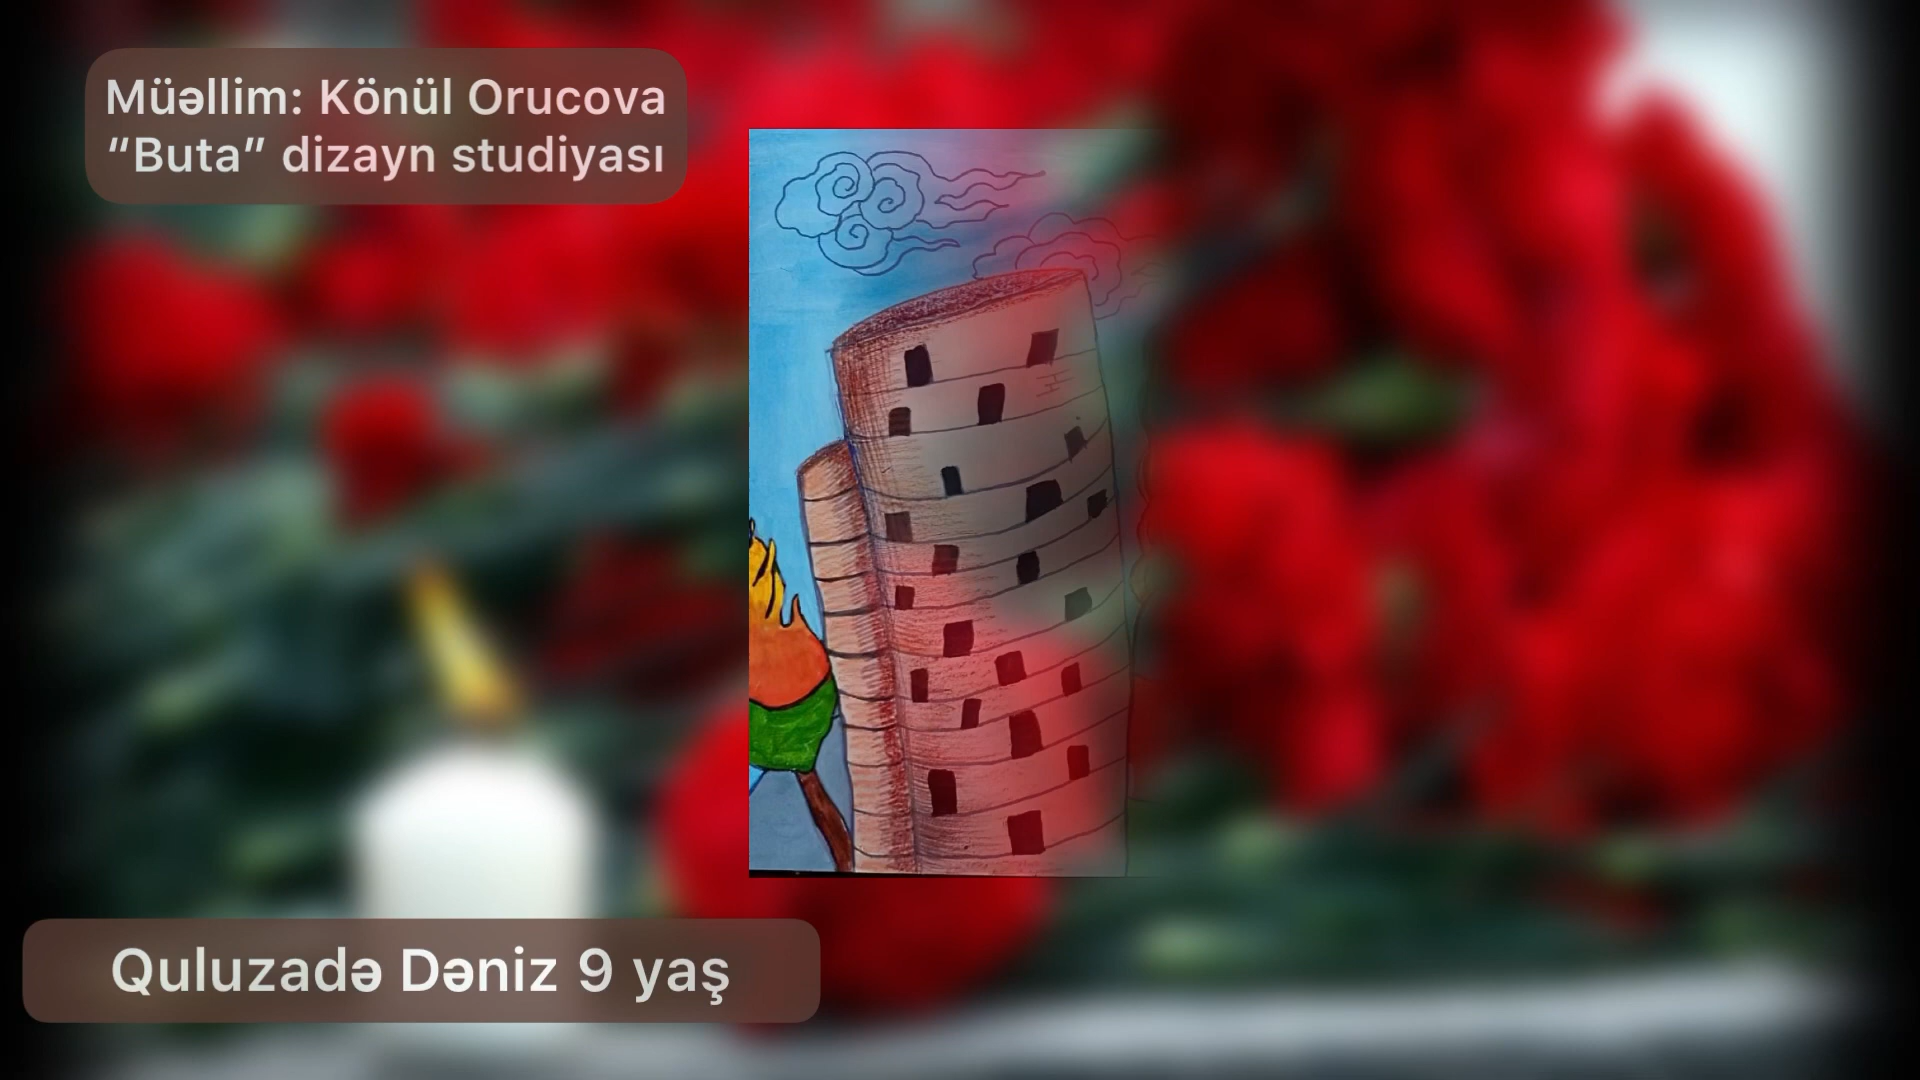 Müəllim: Könül Orucova
“Buta” dizayn studiyası
Quluzadə Dəniz 9 yaş